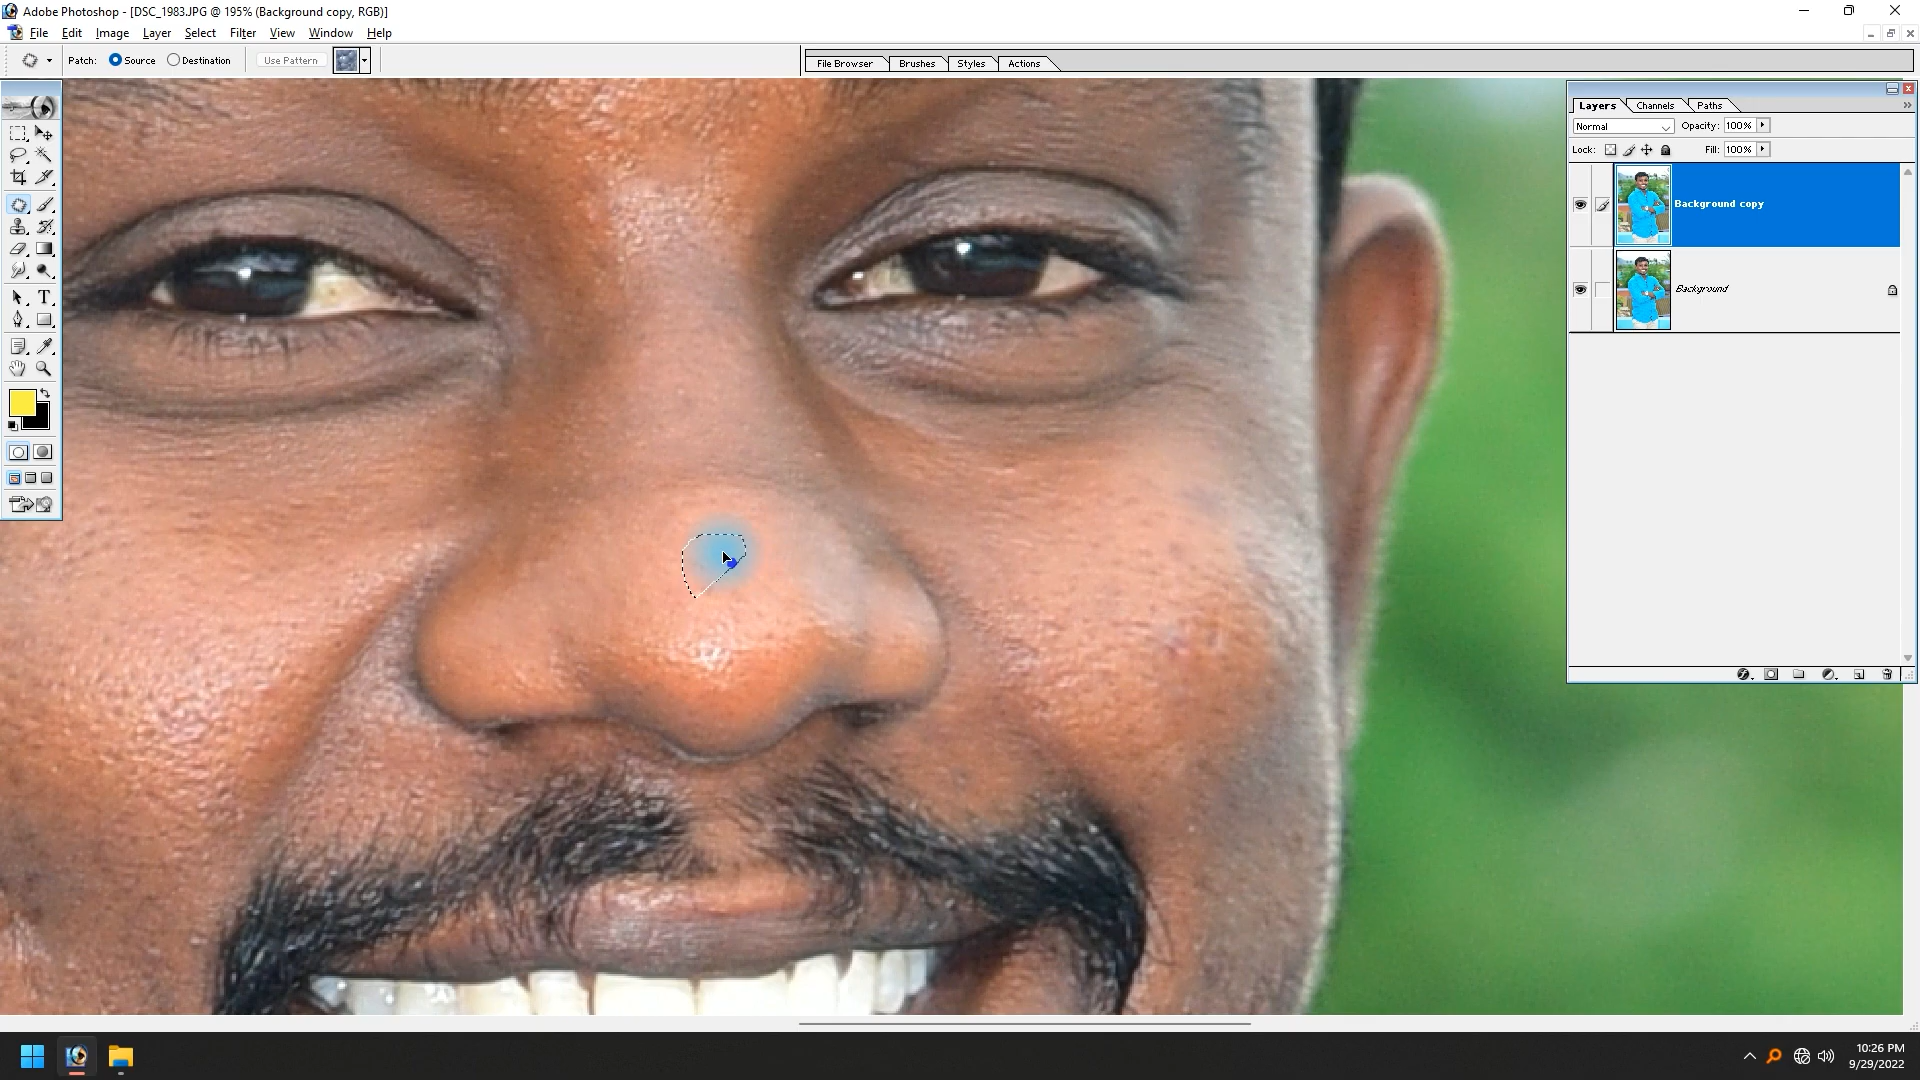 Adobe Photoshop - [DSC_1983.JPG @ 195% (Background copy, RGB)]
File Edit Image Layer Select Filter View Window Help
Patch: Source Destination Use Pattern File Browser Brushes Styles Actions
Layers Channels Paths
Normal Opacity: 100%
Lock: Fill: 100%
Background copy
Background
T
10:26 PM
9/29/2022